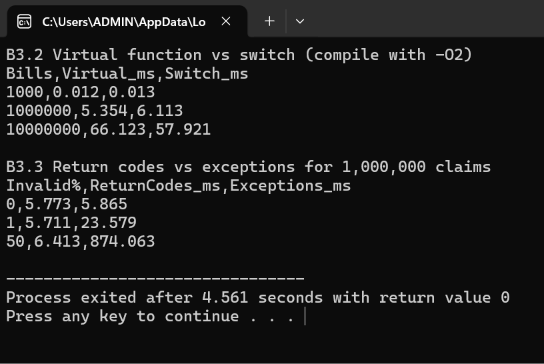 C:\Users\ADMIN\AppData\Lo
B3.2 Virtual function vs switch (compile with -O2)
Bills,Virtual_ms,Switch_ms
1000,0.012,0.013
1000000,5.354,6.113
10000000,66.123,57.921
B3.3 Return codes vs exceptions for 1,000,000 claims
Invalid%,ReturnCodes_ms,Exceptions_ms
0,5.773,5.865
1,5.711,23.579
50,6.413,874.063
--------------------------------
Process exited after 4.561 seconds with return value 0
Press any key to continue . . .